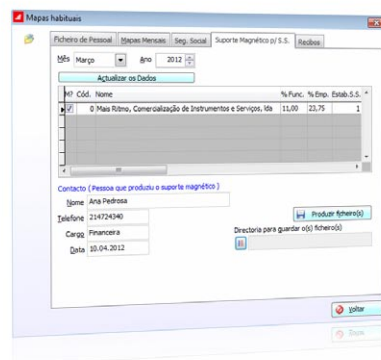 Mapas habituais
Ficheiro de Pessoal Mapas Mensais Seg. Social Suporte Magnético p/ S.S. Recibos
Mês Março Ano 2012
Actualizar os Dados
M? Cód. Nome % Func. % Emp. Estab.S.S.
0 Mais Ritmo, Comercialização de Instrumentos e Serviços, lda 11,00 23,75 1
Contacto ( Pessoa que produziu o suporte magnético )
Nome Ana Pedrosa
Telefone 214724340
Produzir ficheiro(s)
Cargo Financeira
Directoria para guardar o(s) ficheiro(s)
Data 10.04.2012
Voltar